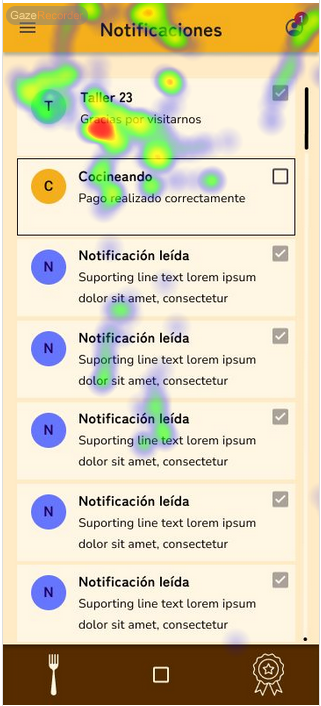 GazeRecorder
Notificaciones
1
T
Taller 23
Gracias por visitarnos
C
Cocineando
Pago realizado correctamente
N
Notificación leída
Suporting line text lorem ipsum
dolor sit amet, consectetur
N
Notificación leída
Suporting line text lorem ipsum
dolor sit amet, consectetur
N
Notificación leída
Suporting line text lorem ipsum
dolor sit amet, consectetur
N
Notificación leída
Suporting line text lorem ipsum
dolor sit amet, consectetur
N
Notificación leída
Suporting line text lorem ipsum
dolor sit amet, consectetur